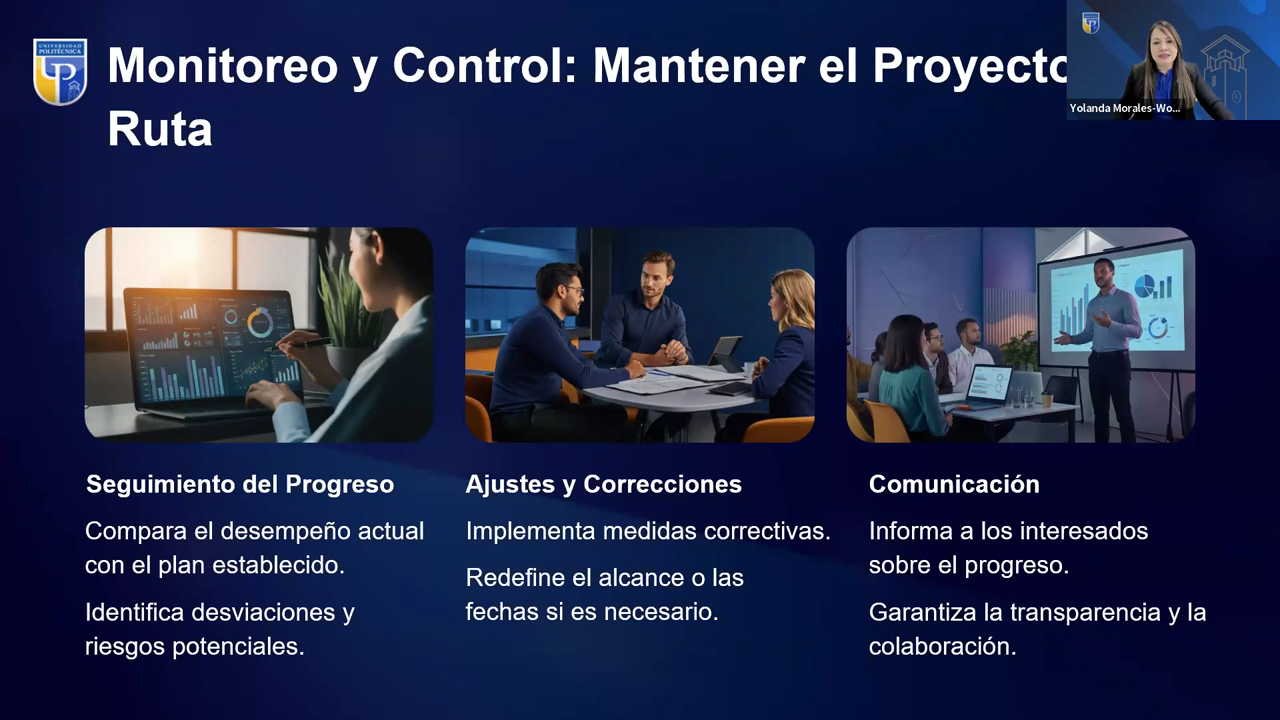 UNIVERSIDAD
POLITÉCNICA
Monitoreo y Control: Mantener el Proyecto
Ruta
Yolanda Morales-Wo...
Seguimiento del Progreso
Compara el desempeño actual
con el plan establecido.
Identifica desviaciones y
riesgos potenciales.
Ajustes y Correcciones
Implementa medidas correctivas.
Redefine el alcance o las
fechas si es necesario.
Comunicación
Informa a los interesados
sobre el progreso.
Garantiza la transparencia y la
colaboración.